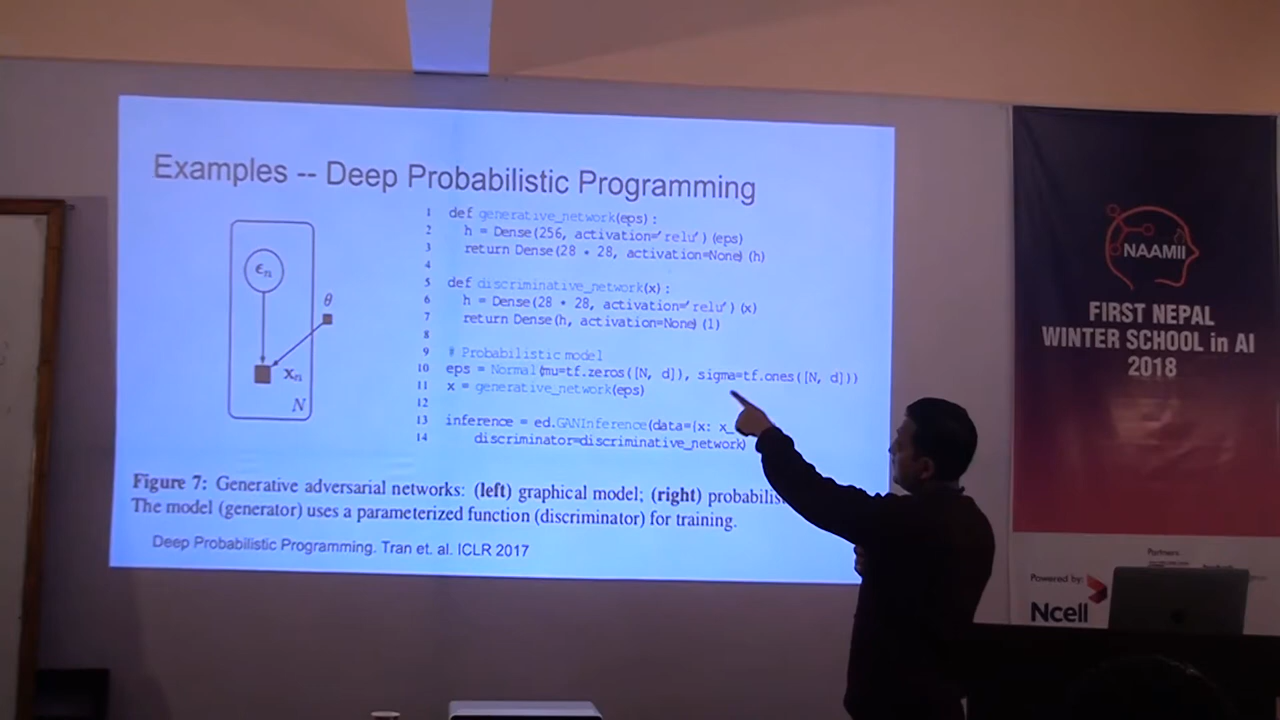 Examples -- Deep Probabilistic Programming
ϵn
θ
xn
N
1 def generative_network(eps):
2 h = Dense(256, activation='relu')(eps)
3 return Dense(28 * 28, activation=None)(h)
4
5 def discriminative_network(x):
6 h = Dense(28 * 28, activation='relu')(x)
7 return Dense(h, activation=None)(1)
8
9 # Probabilistic model
10 eps = Normal(mu=tf.zeros([N, d]), sigma=tf.ones([N, d]))
11 x = generative_network(eps)
12
13 inference = ed.GANInference(data={x: x_
14 discriminator=discriminative_network)
Figure 7: Generative adversarial networks: (left) graphical model; (right)
The model (generator) uses a parameterized function (discriminator) for training.
Deep Probabilistic Programming. Tran et. al. ICLR 2017
NAAMII
FIRST NEPAL
WINTER SCHOOL in AI
2018
Partners:
Powered by:
Ncell